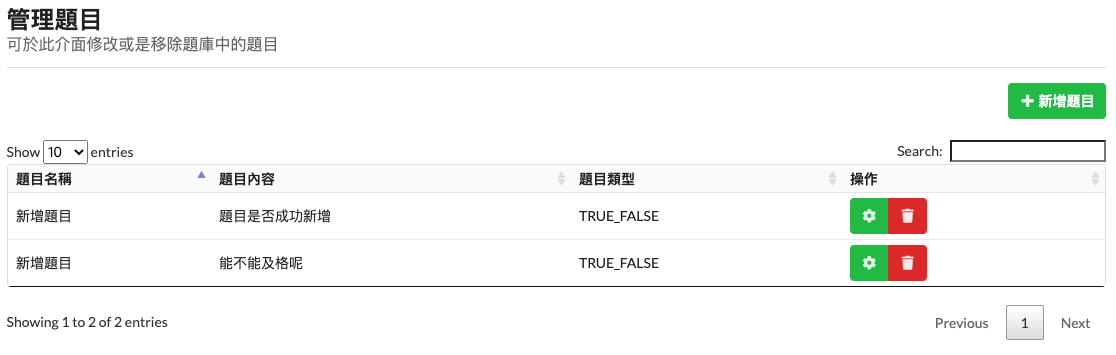 管理題目
可於此介面修改或是移除題庫中的題目
新增題目
Show 10 entries Search:
題目名稱 題目內容 題目類型 操作
新增題目 題目是否成功新增 TRUE_FALSE
新增題目 能不能及格呢 TRUE_FALSE
Showing 1 to 2 of 2 entries Previous 1 Next